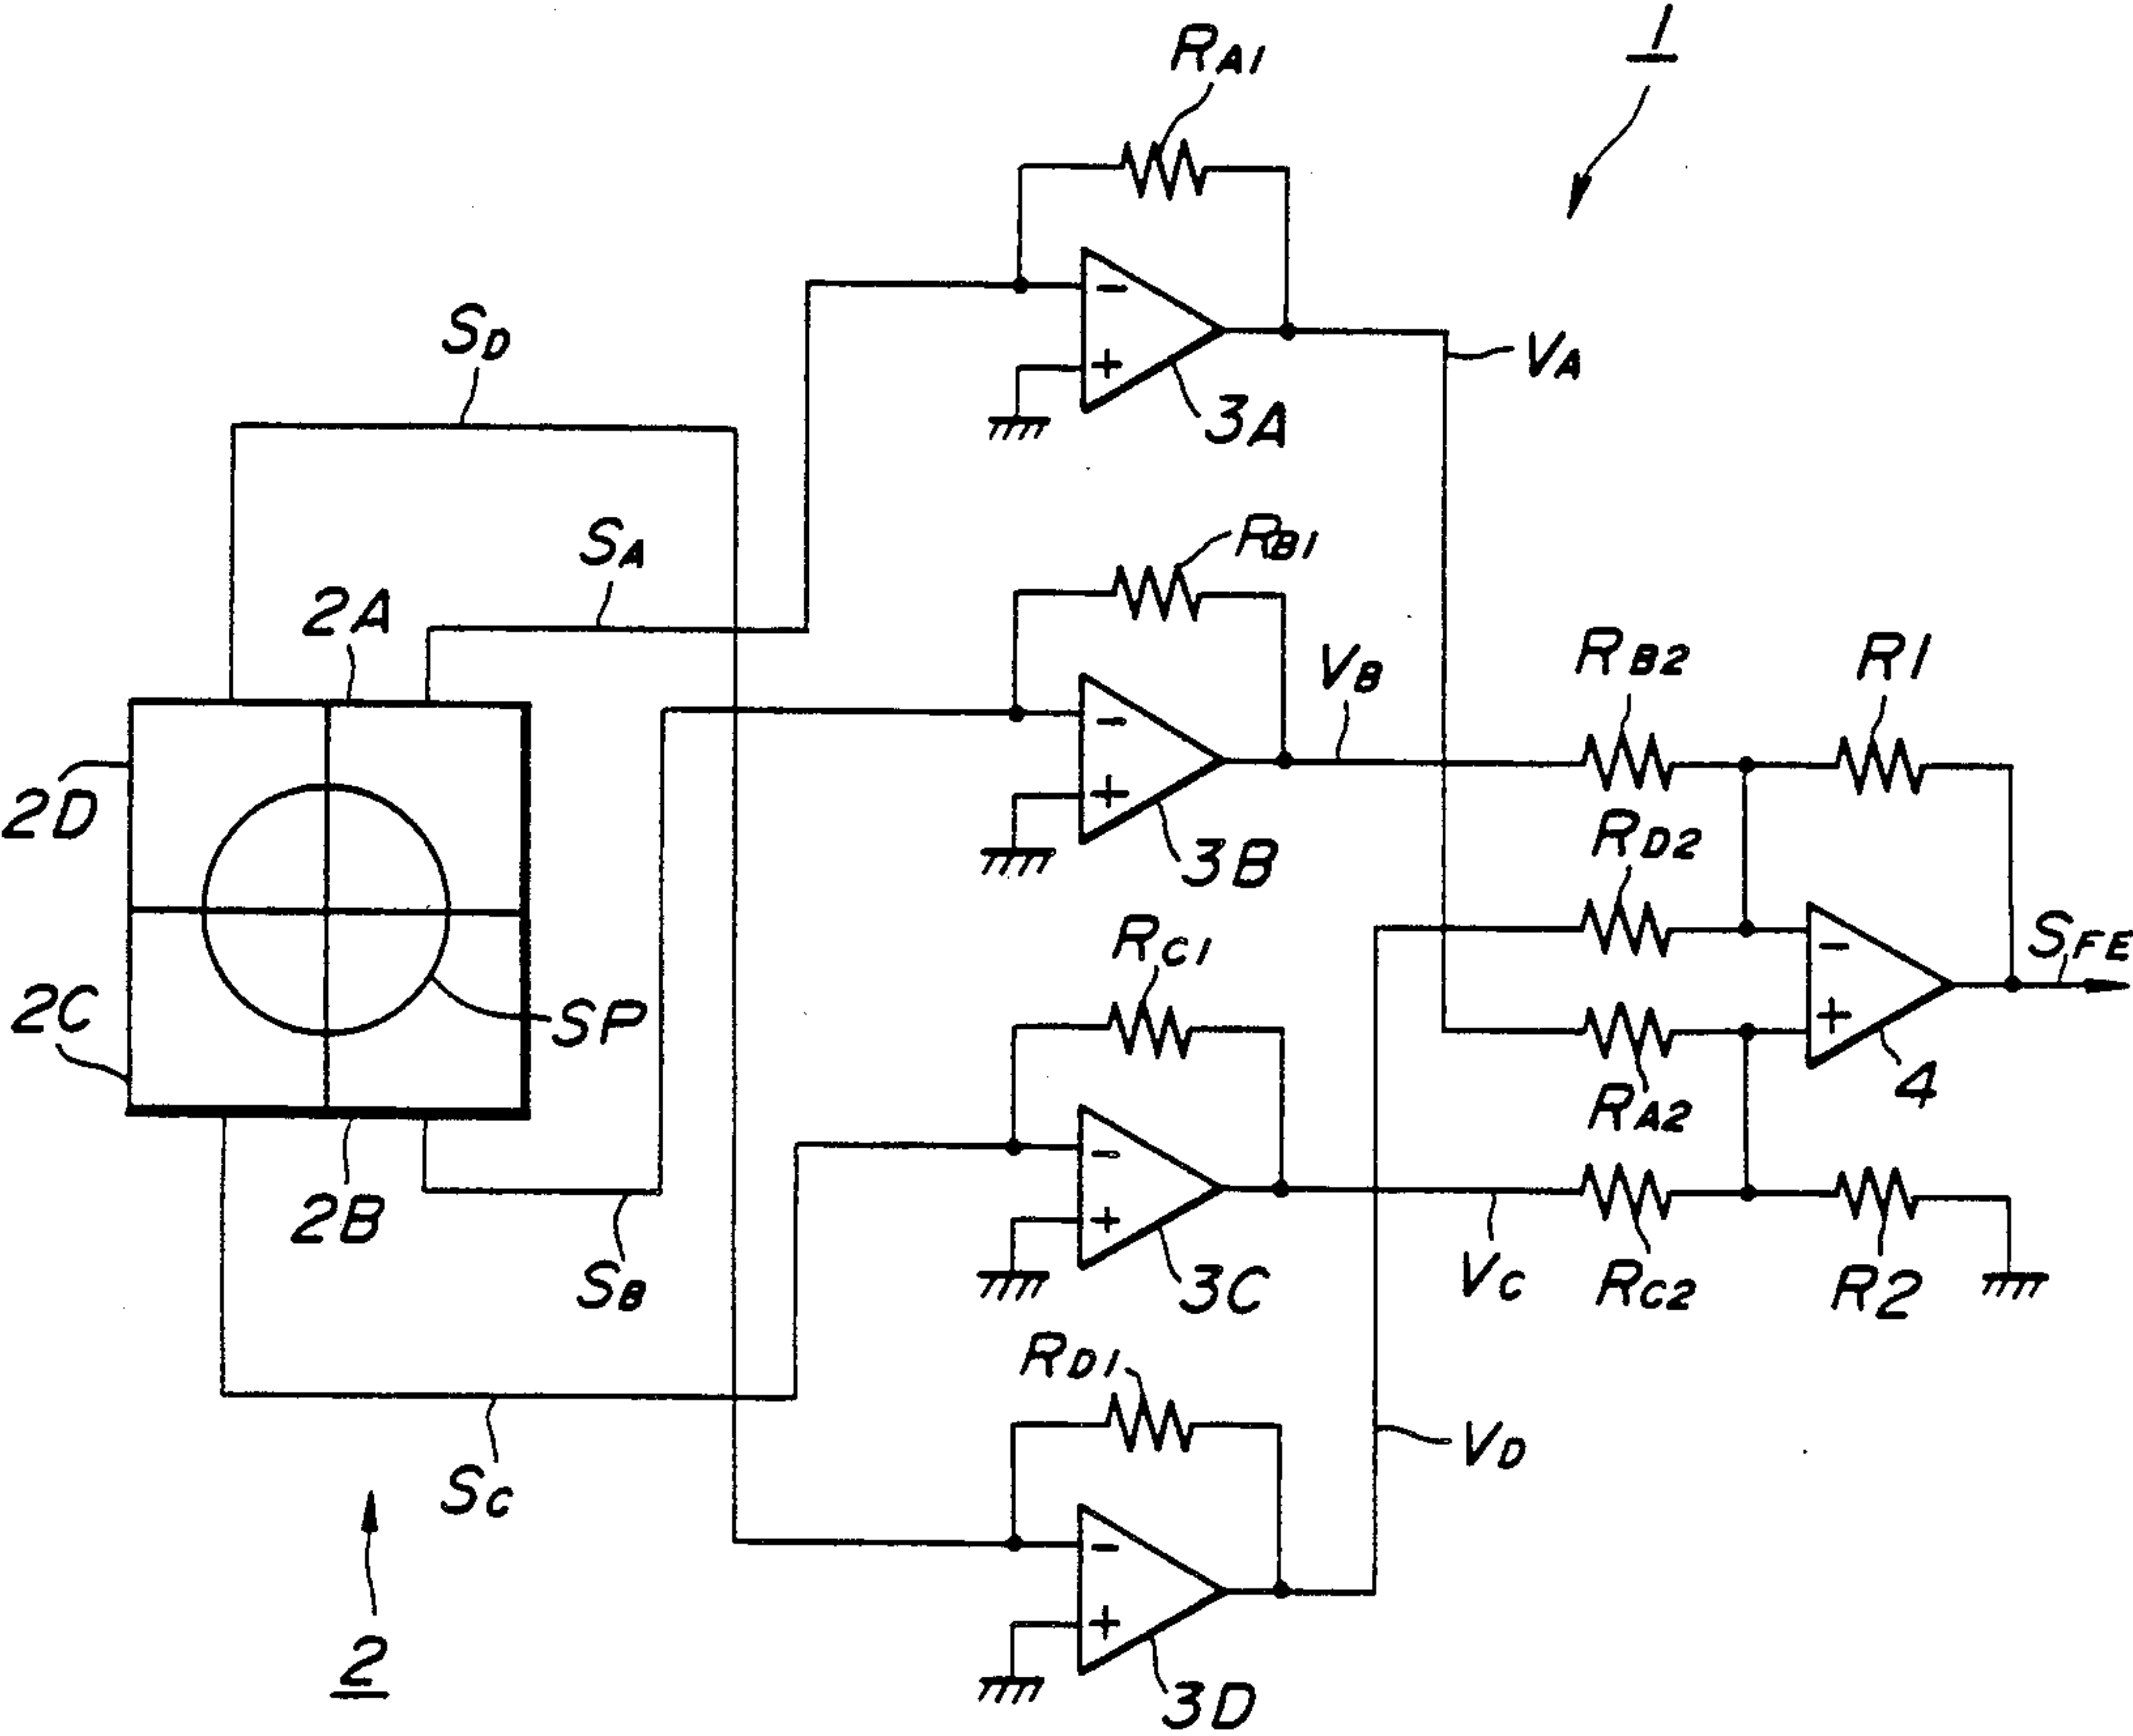 1
RA1
SD
VA
3A
SA
RB1
2A
VB
RB2
R1
2D
RD2
3B
RC1
SFE
2C
SP
4
RA2
2B
SB
3C
VC
RC2
R2
RD1
VD
SC
2
3D
- +
- +
- +
- +
- +